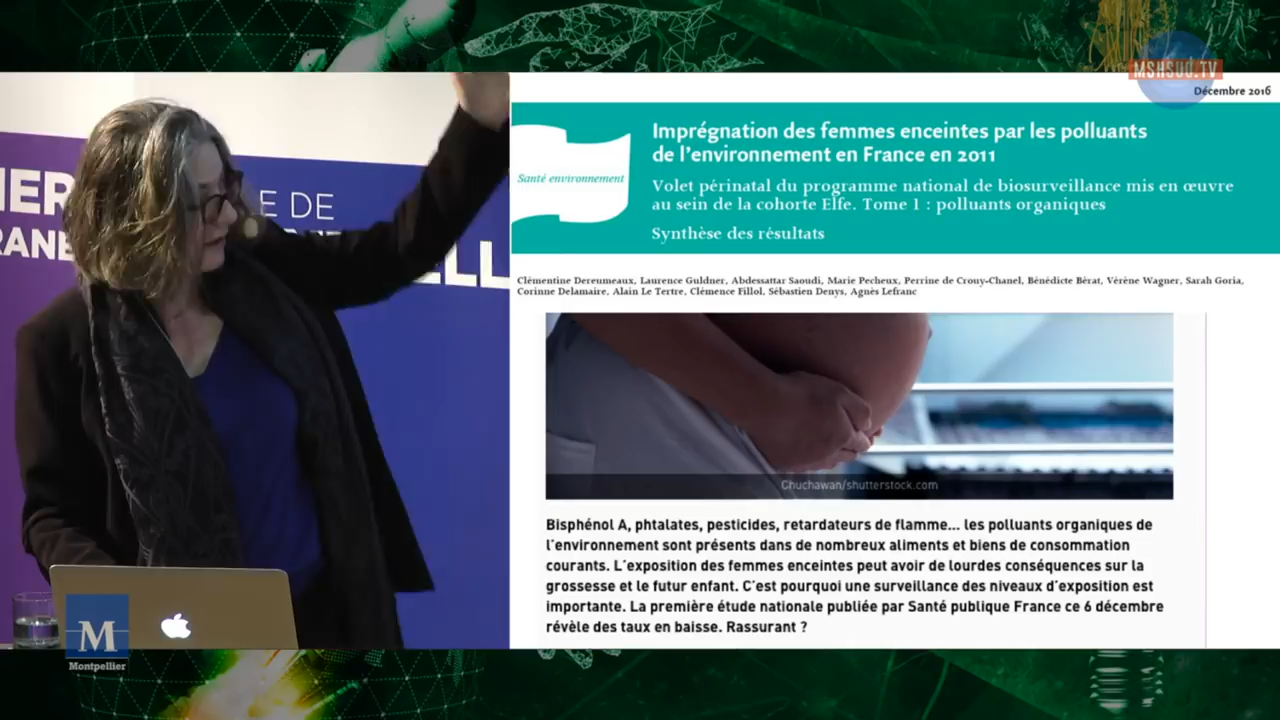 MSHSUD.TV
Décembre 2016
Imprégnation des femmes enceintes par les polluants
de l'environnement en France en 2011
Santé environnement
Volet périnatal du programme national de biosurveillance mis en œuvre
au sein de la cohorte Elfe. Tome 1 : polluants organiques
Synthèse des résultats
Clémentine Dereumeaux, Laurence Guldner, Abdessattar Saoudi, Marie Pecheux, Perrine de Crouy-Chanel, Bénédicte Bérat, Vérène Wagner, Sarah Goria,
Corinne Delamaire, Alain Le Tertre, Clémence Fillol, Sébastien Denys, Agnès Lefranc
Chuchawan/shutterstock.com
Bisphénol A, phtalates, pesticides, retardateurs de flamme... les polluants organiques de
l'environnement sont présents dans de nombreux aliments et biens de consommation
courants. L'exposition des femmes enceintes peut avoir de lourdes conséquences sur la
grossesse et le futur enfant. C'est pourquoi une surveillance des niveaux d'exposition est
importante. La première étude nationale publiée par Santé publique France ce 6 décembre
révèle des taux en baisse. Rassurant ?
E DE
ELL
M
Montpellier